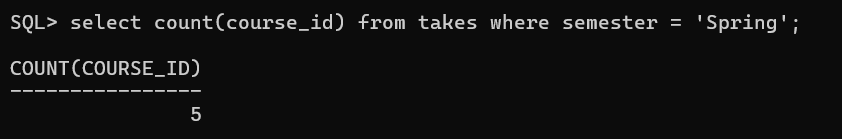 SQL> select count(course_id) from takes where semester = 'Spring';
COUNT(COURSE_ID)
----------------
5